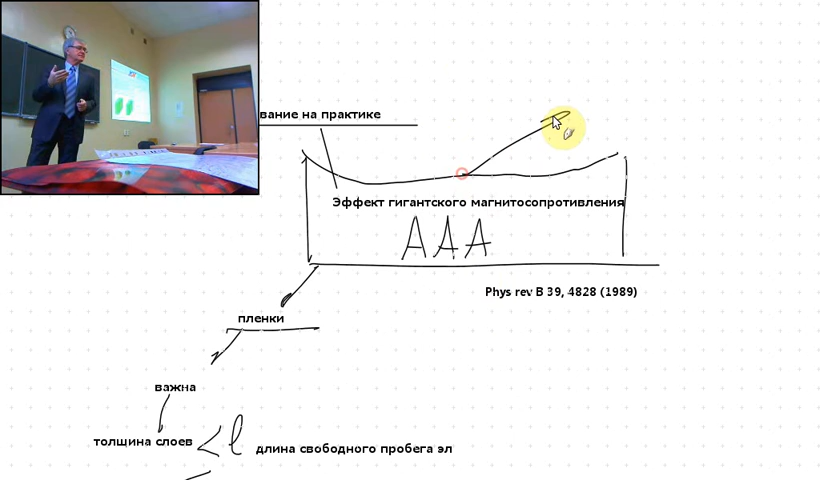 вание на практике
Эффект гигантского магнитосопротивления
ААА
Phys rev B 39, 4828 (1989)
пленки
важна
толщина слоев < l длина свободного пробега эл